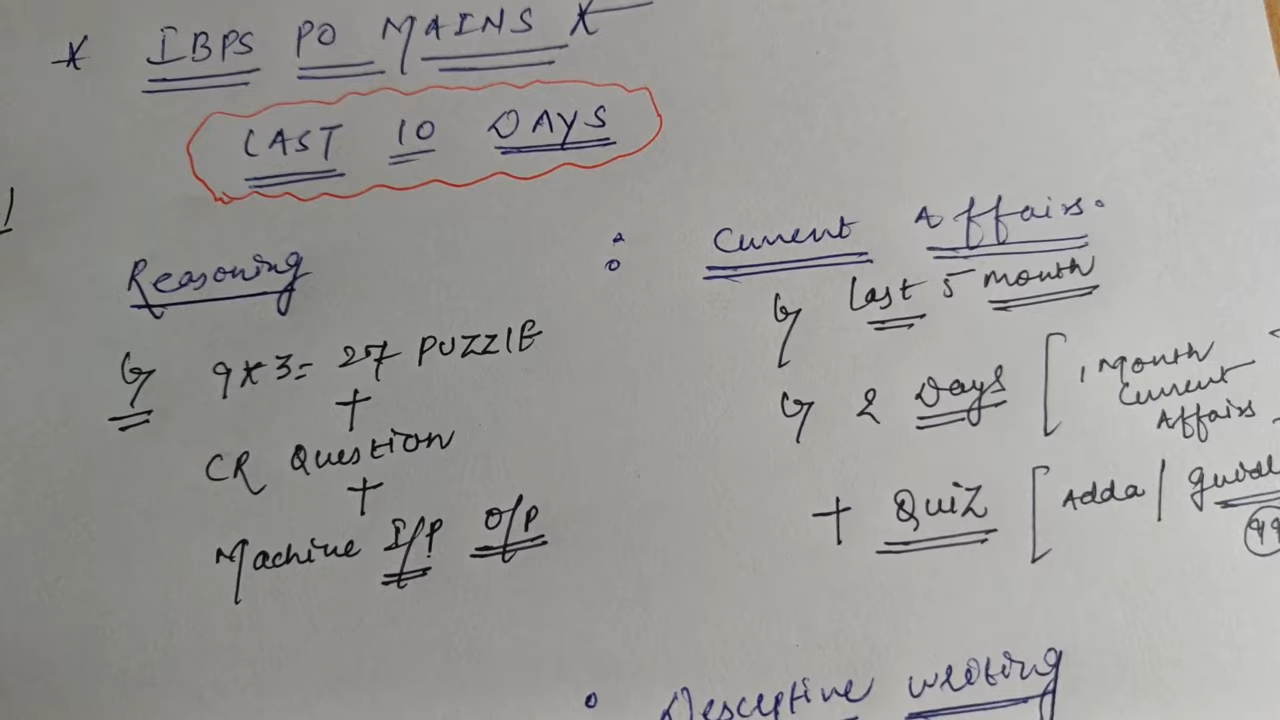 * IBPS PO MAINS *
LAST 10 DAYS
Reasoning
9*3=27 PUZZLE
+
CR Question
+
Machine I/P O/P
Current Affairs.
Last 5 month
2 Days [ 1 Month
Current
Affairs
+ QUIZ [ Adda /
Desceptive writing